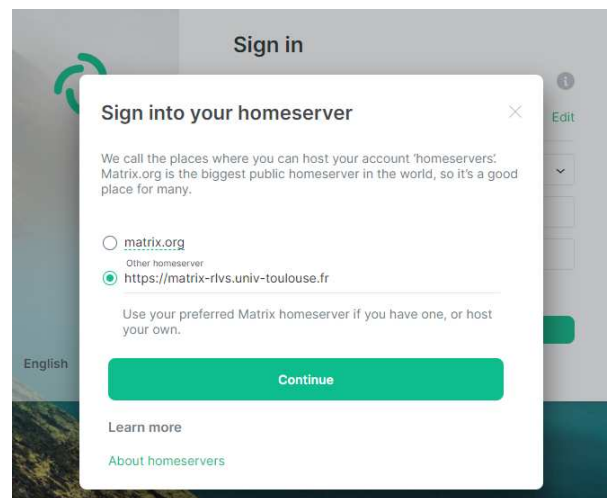 Sign in
Sign into your homeserver
Edit
We call the places where you can host your account ‘homeservers’.
Matrix.org is the biggest public homeserver in the world, so it’s a good
place for many.
matrix.org
Other homeserver
https://matrix-rlvs.univ-toulouse.fr
Use your preferred Matrix homeserver if you have one, or host
your own.
English
Continue
Learn more
About homeservers